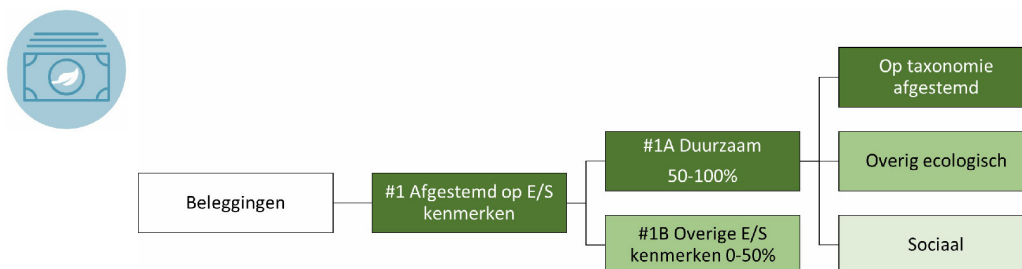 Op taxonomie
afgestemd
#1A Duurzaam
50-100%
Overig ecologisch
Beleggingen
#1 Afgestemd op E/S
kenmerken
#1B Overige E/S
kenmerken 0-50%
Sociaal